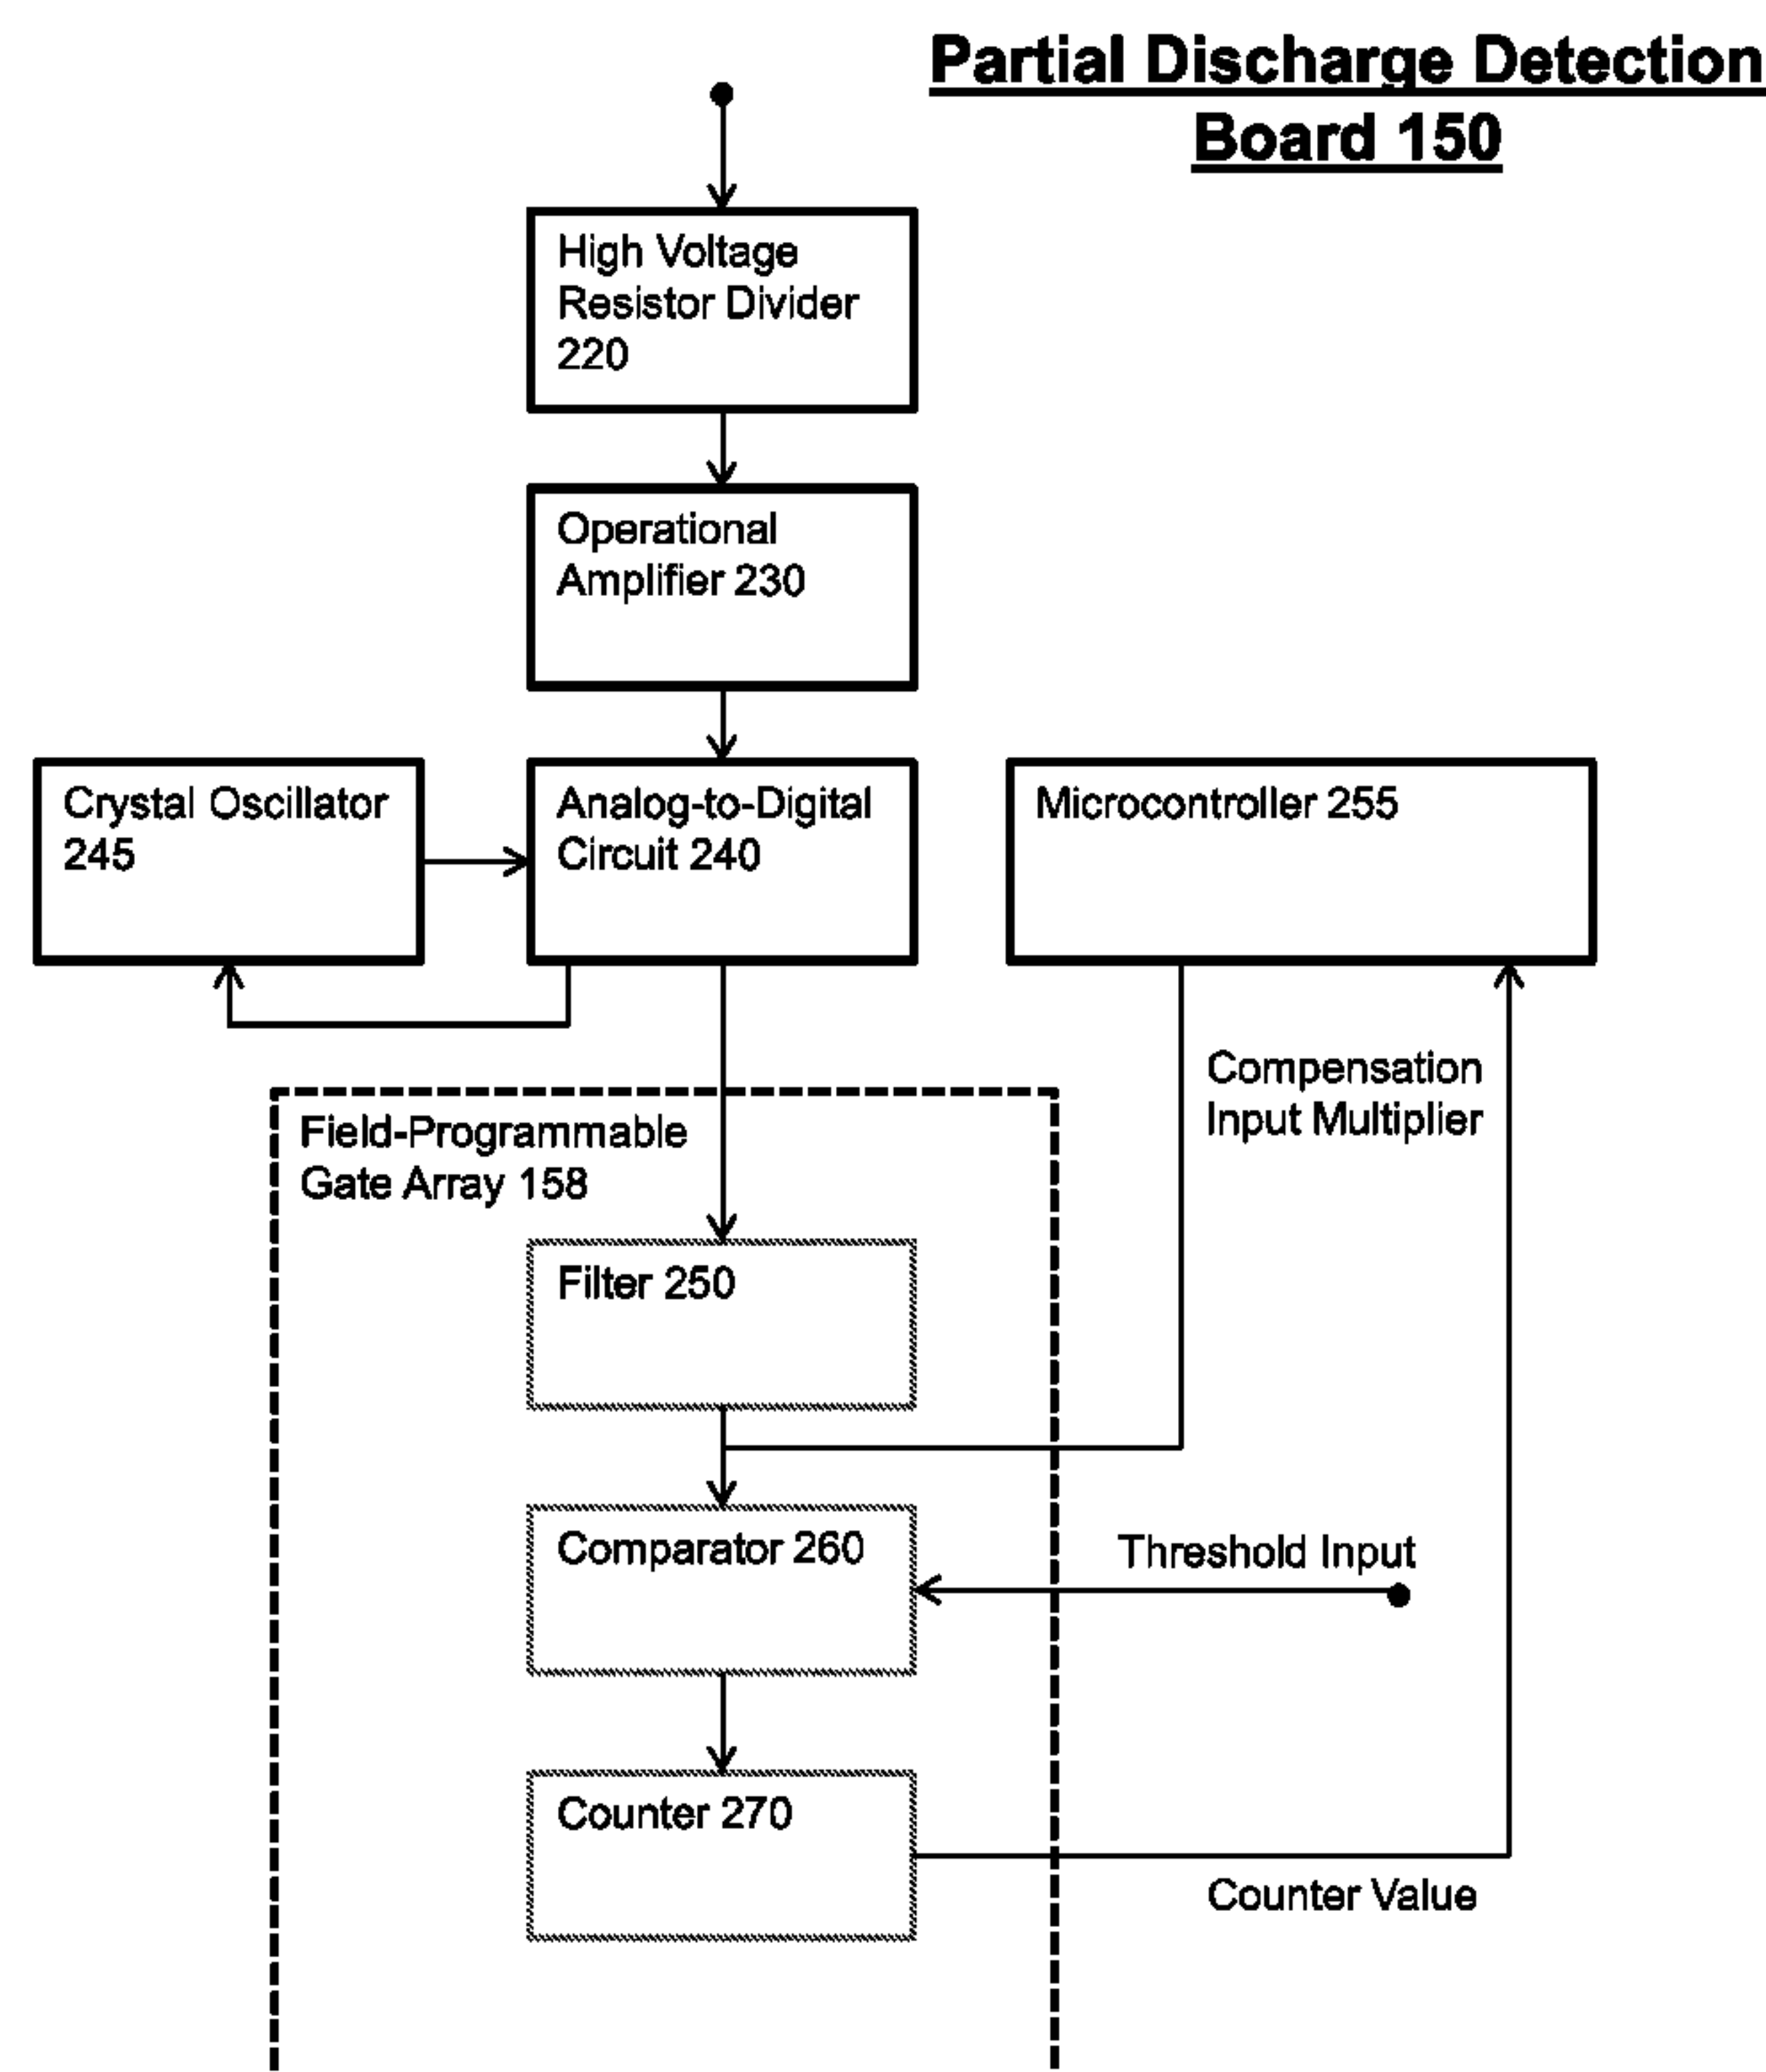 Partial Discharge Detection
Board 150
High Voltage
Resistor Divider
220
Operational
Amplifier 230
Crystal Oscillator
245
Analog-to-Digital
Circuit 240
Microcontroller 255
Compensation
Input Multiplier
Field-Programmable
Gate Array 158
Filter 250
Comparator 260
Threshold Input
Counter 270
Counter Value